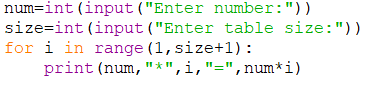 num=int(input("Enter number:"))
size=int(input("Enter table size:"))
for i in range(1,size+1):
    print(num,"*",i,"=",num*i)